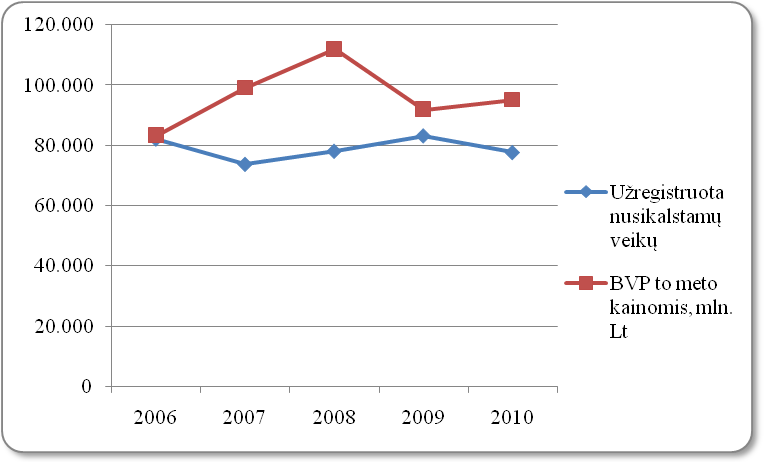 120.000
100.000
80.000
60.000
40.000
20.000
0
2006 2007 2008 2009 2010
Užregistruota
nusikalstamų
veikų
BVP to meto
kainomis, mln.
Lt